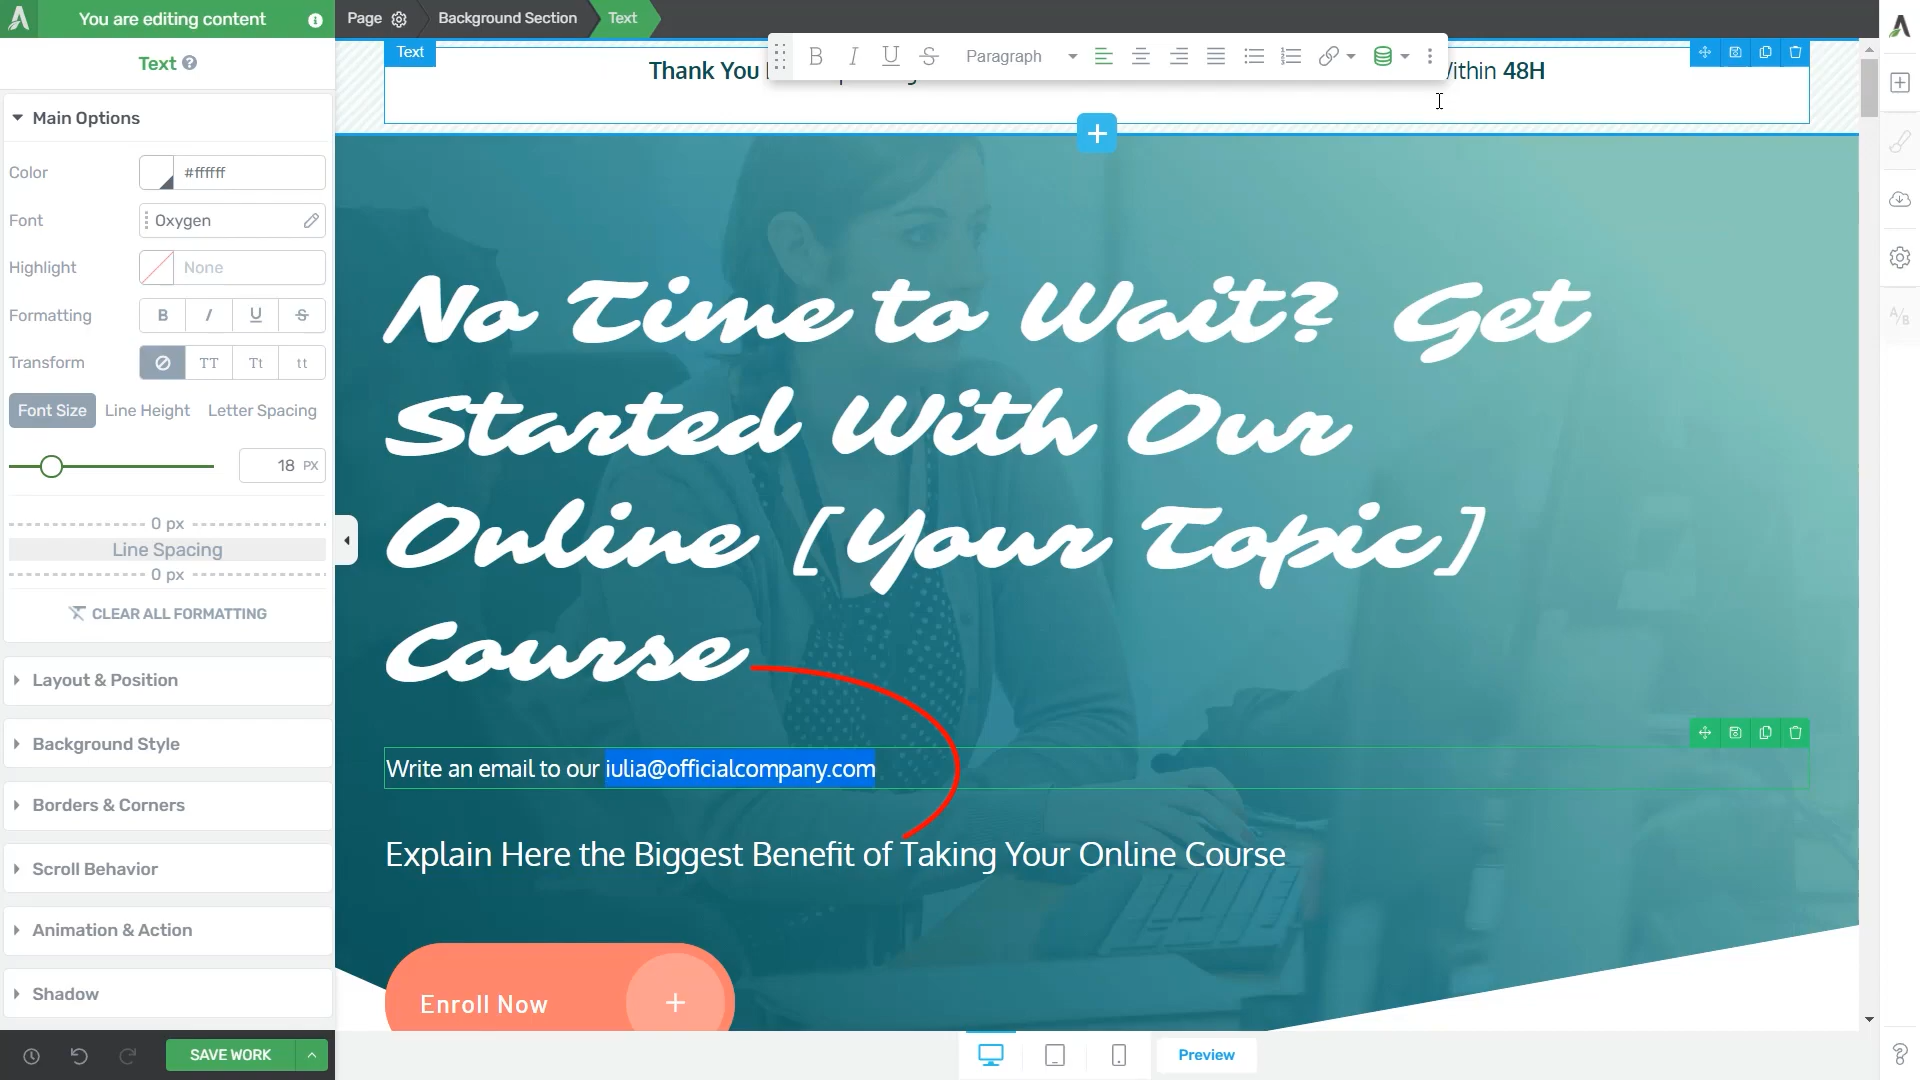 You are editing content
Page
Background Section
Text
Text
Text
Paragraph
Thank You
Within 48H
Main Options
Color
#ffffff
Font
Oxygen
Highlight
None
Formatting
B
I
U
S
Transform
TT
Tt
tt
Font Size
Line Height
Letter Spacing
18 PX
0 px
Line Spacing
0 px
CLEAR ALL FORMATTING
Layout & Position
Background Style
Borders & Corners
Scroll Behavior
Animation & Action
Shadow
SAVE WORK
No Time to Wait? Get
Started With Our
Online [Your Topic]
Course
Write an email to our iulia@officialcompany.com
Explain Here the Biggest Benefit of Taking Your Online Course
Enroll Now
Preview
A/B